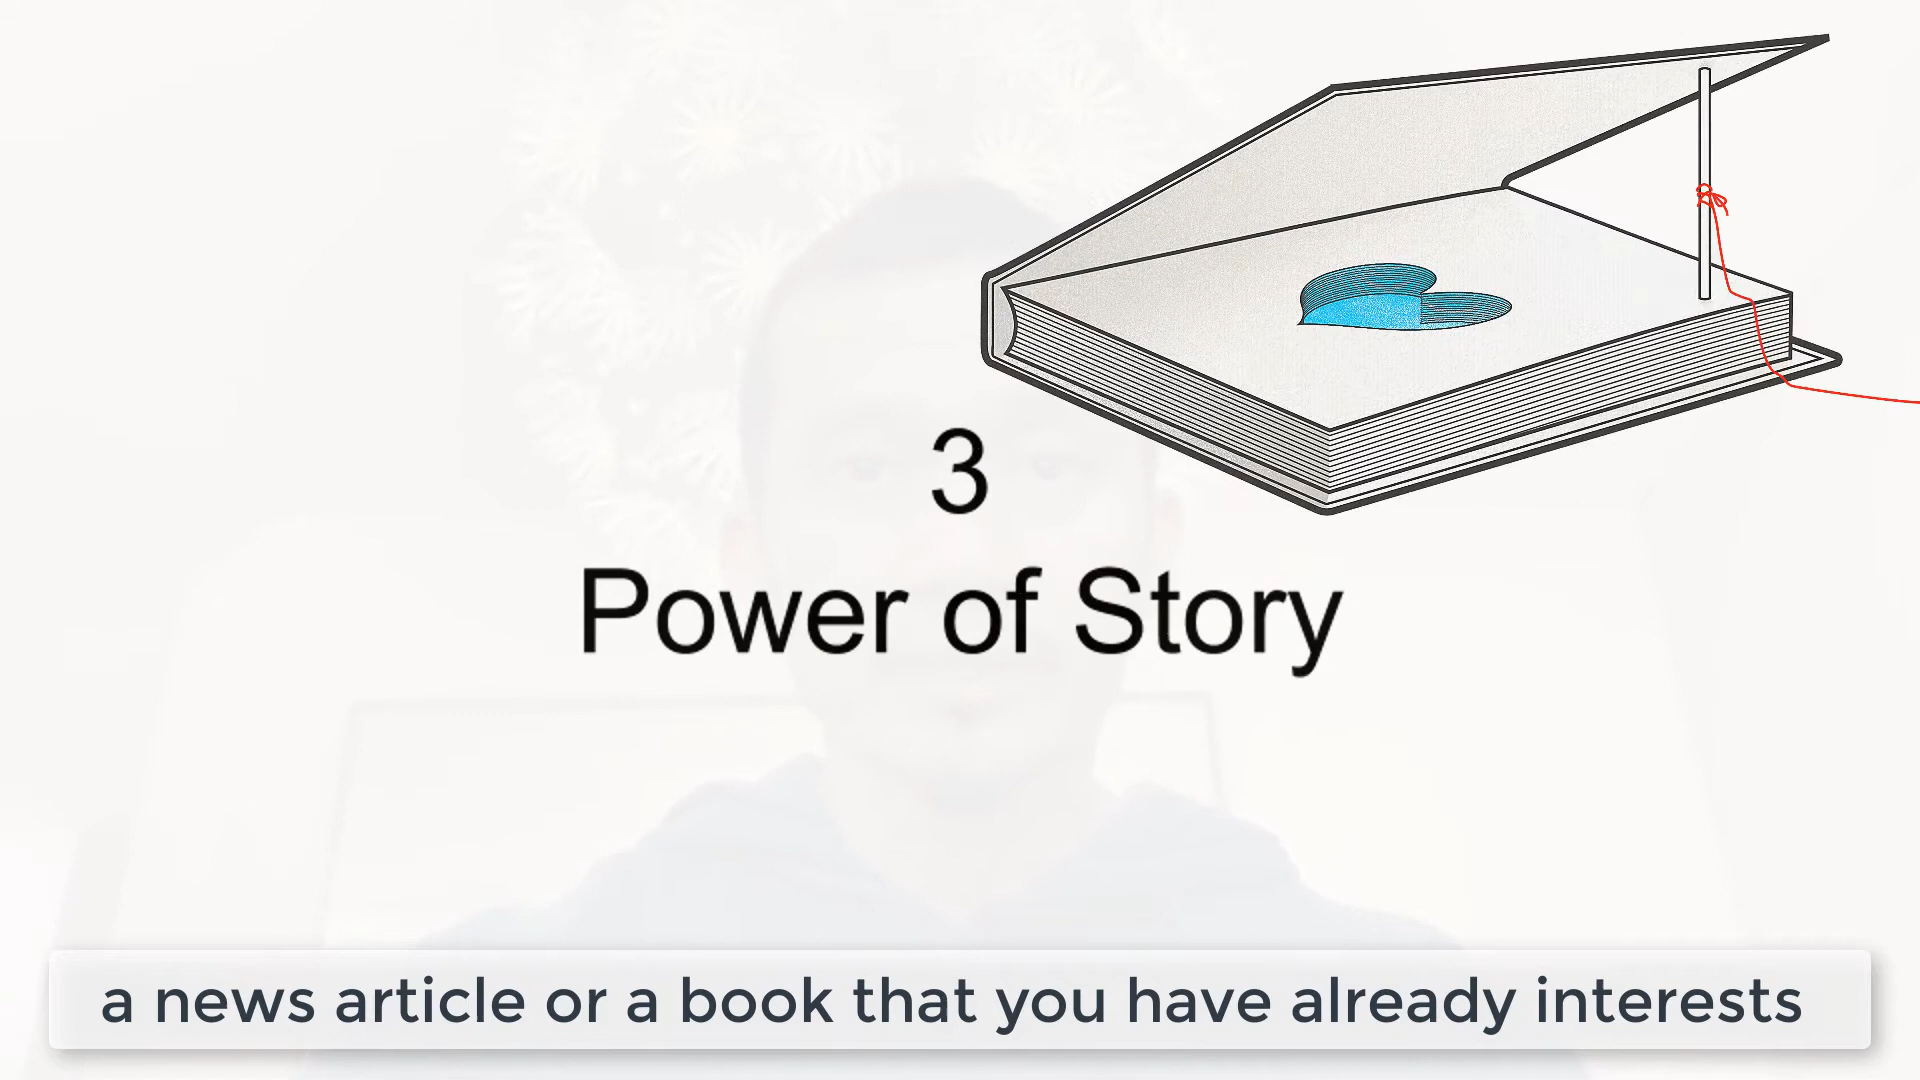 3
Power of Story
a news article or a book that you have already interests